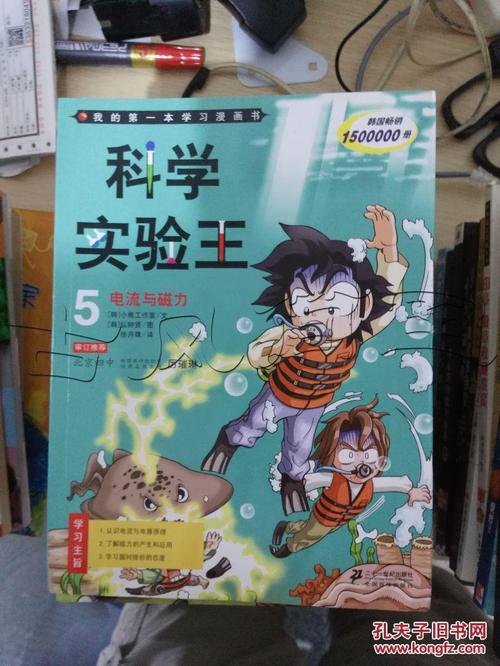 我的第一本学习漫画书
韩国畅销
1500000册
科学
实验王
5
电流与磁力
[韩]小熊工作室/文
[韩]弘钟贤/图
徐月珠/译
审订推荐
北京四中
厉璀琳
学习主旨
1. 认识电流与电路原理
2. 了解磁力的产生和应用
3. 学习面对挫折的态度
二十一世纪出版社
孔夫子旧书网
www.kongfz.com